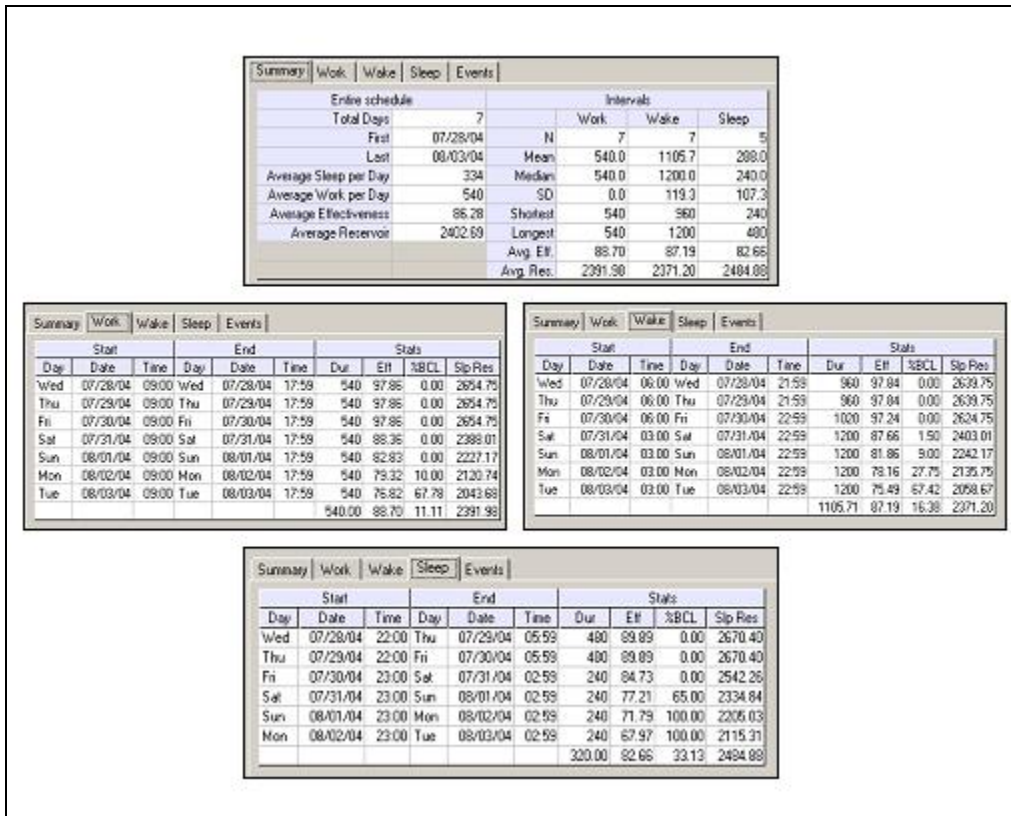 Summary Work Wake Sleep Events
Entire schedule Intervals
Total Days 7 Work Wake Sleep
First 07/28/04 N 7 7 5
Last 08/03/04 Mean 540.0 1105.7 288.0
Average Sleep per Day 334 Median 540.0 1200.0 240.0
Average Work per Day 540 SD 0.0 119.3 107.3
Average Effectiveness 86.28 Shortest 540 960 240
Average Reservoir 2402.69 Longest 540 1200 480
Avg. Eff. 88.70 87.19 82.66
Avg. Res. 2391.98 2371.20 2484.88
Summary Work Wake Sleep Events
Start End Stats
Day Date Time Day Date Time Dur Eff %BCL Slp Res
Wed 07/28/04 09:00 Wed 07/28/04 17:59 540 97.86 0.00 2654.75
Thu 07/29/04 09:00 Thu 07/29/04 17:59 540 97.86 0.00 2654.75
Fri 07/30/04 09:00 Fri 07/30/04 17:59 540 97.86 0.00 2654.75
Sat 07/31/04 09:00 Sat 07/31/04 17:59 540 88.36 0.00 2388.01
Sun 08/01/04 09:00 Sun 08/01/04 17:59 540 82.83 0.00 2227.17
Mon 08/02/04 09:00 Mon 08/02/04 17:59 540 79.32 10.00 2120.74
Tue 08/03/04 09:00 Tue 08/03/04 17:59 540 76.82 67.78 2043.68
540.00 88.70 11.11 2391.98
Summary Work Wake Sleep Events
Start End Stats
Day Date Time Day Date Time Dur Eff %BCL Slp Res
Wed 07/28/04 06:00 Wed 07/28/04 21:59 960 97.84 0.00 2639.75
Thu 07/29/04 06:00 Thu 07/29/04 21:59 960 97.84 0.00 2639.75
Fri 07/30/04 06:00 Fri 07/30/04 22:59 1020 97.24 0.00 2624.75
Sat 07/31/04 03:00 Sat 07/31/04 22:59 1200 87.66 1.50 2403.01
Sun 08/01/04 03:00 Sun 08/01/04 22:59 1200 81.86 9.00 2242.17
Mon 08/02/04 03:00 Mon 08/02/04 22:59 1200 78.16 27.75 2135.75
Tue 08/03/04 03:00 Tue 08/03/04 22:59 1200 75.49 67.42 2058.67
1105.71 87.19 16.38 2371.20
Summary Work Wake Sleep Events
Start End Stats
Day Date Time Day Date Time Dur Eff %BCL Slp Res
Wed 07/28/04 22:00 Thu 07/29/04 05:59 480 89.89 0.00 2670.40
Thu 07/29/04 22:00 Fri 07/30/04 05:59 480 89.89 0.00 2670.40
Fri 07/30/04 23:00 Sat 07/31/04 02:59 240 84.73 0.00 2542.26
Sat 07/31/04 23:00 Sun 08/01/04 02:59 240 77.21 65.00 2334.84
Sun 08/01/04 23:00 Mon 08/02/04 02:59 240 71.79 100.00 2205.03
Mon 08/02/04 23:00 Tue 08/03/04 02:59 240 67.97 100.00 2115.31
320.00 82.66 33.13 2484.88